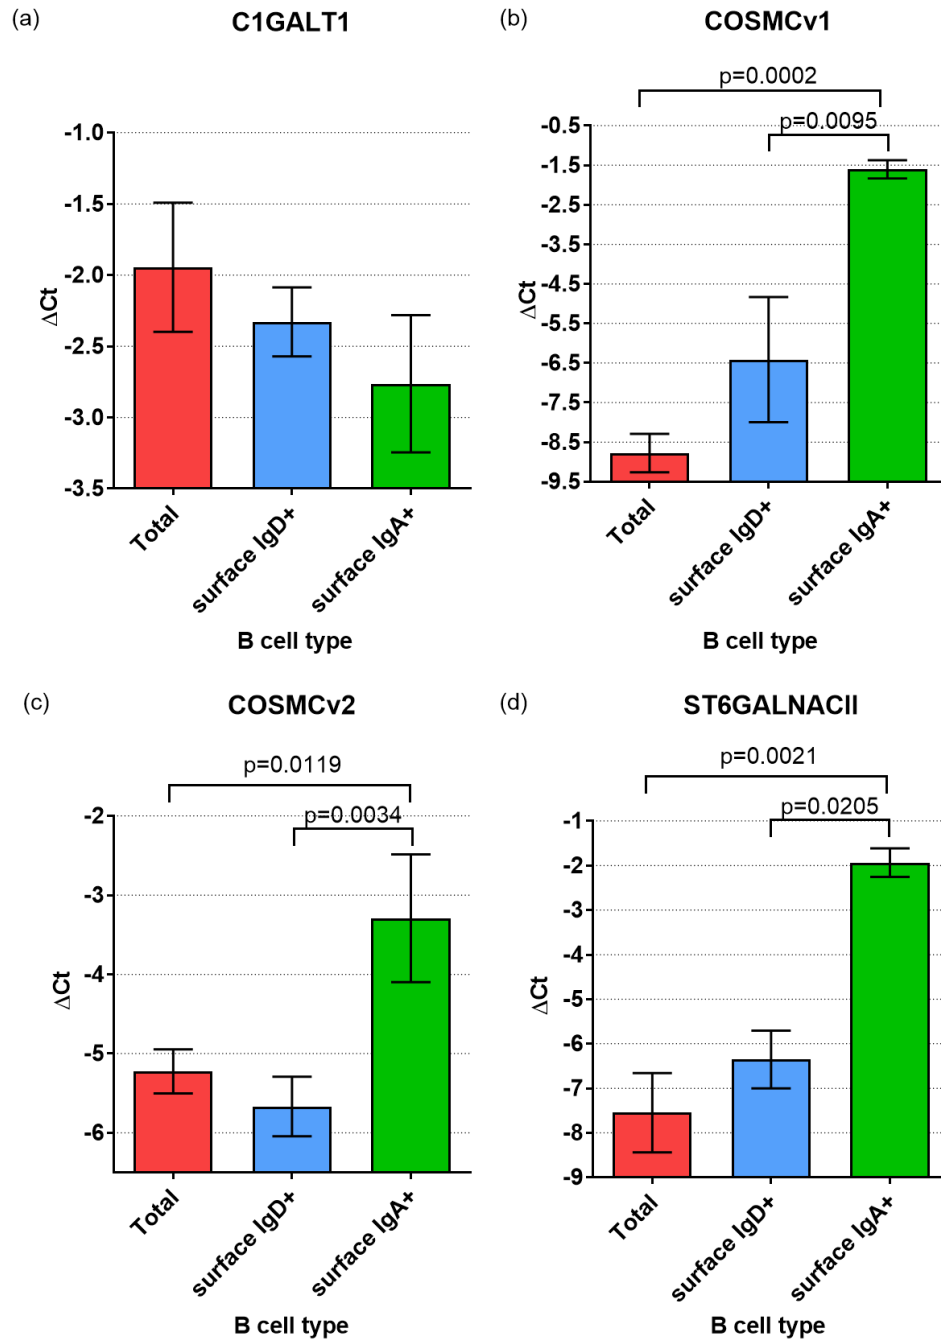 (a)
C1GALT1
-1.0
-1.5
-2.0
-2.5
-3.0
-3.5
ΔCt
Total
surface IgD+
surface IgA+
B cell type
(b)
COSMCv1
p=0.0002
p=0.0095
-0.5
-1.5
-2.5
-3.5
-4.5
-5.5
-6.5
-7.5
-8.5
-9.5
ΔCt
Total
surface IgD+
surface IgA+
B cell type
(c)
COSMCv2
p=0.0119
p=0.0034
-2
-3
-4
-5
-6
ΔCt
Total
surface IgD+
surface IgA+
B cell type
(d)
ST6GALNACII
p=0.0021
p=0.0205
-1
-2
-3
-4
-5
-6
-7
-8
-9
ΔCt
Total
surface IgD+
surface IgA+
B cell type